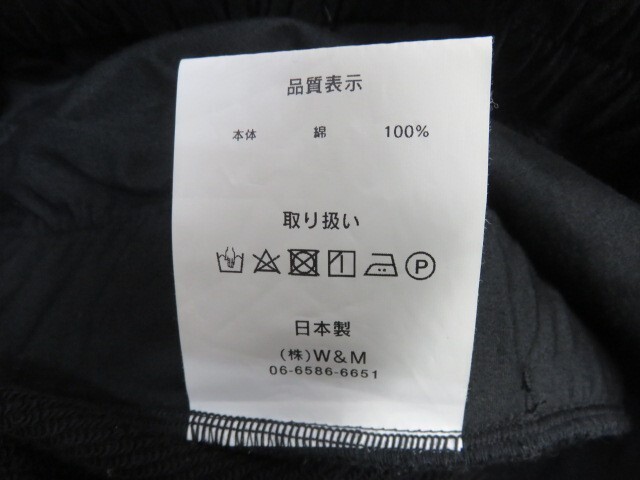 品質表示
本体 綿 100%
取り扱い
P
日本製
(株)W&M
06-6586-6651